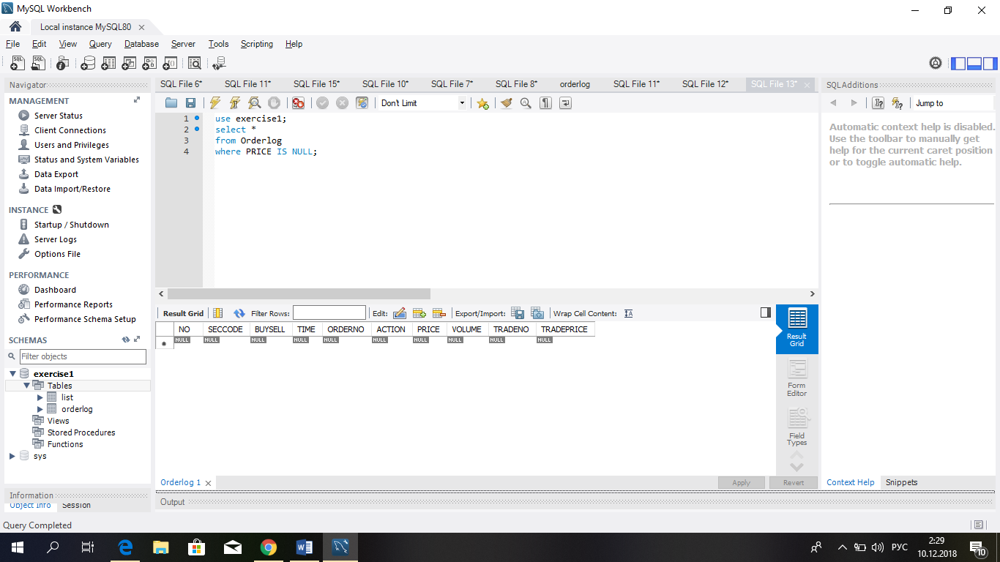 MySQL Workbench
Local instance MySQL80
File Edit View Query Database Server Tools Scripting Help
Navigator
MANAGEMENT
Server Status
Client Connections
Users and Privileges
Status and System Variables
Data Export
Data Import/Restore
INSTANCE
Startup / Shutdown
Server Logs
Options File
PERFORMANCE
Dashboard
Performance Reports
Performance Schema Setup
SCHEMAS
Filter objects
exercise1
Tables
list
orderlog
Views
Stored Procedures
Functions
sys
Information
Object Info Session
SQL File 6* SQL File 11* SQL File 15* SQL File 10* SQL File 7* SQL File 8* orderlog SQL File 11* SQL File 12* SQL File 13*
Don't Limit
1 use exercise1;
2 select *
3 from Orderlog
4 where PRICE IS NULL;
Result Grid Filter Rows: Edit: Export/Import: Wrap Cell Content:
NO SECCODE BUYSELL TIME ORDERNO ACTION PRICE VOLUME TRADENO TRADEPRICE
* NULL NULL NULL NULL NULL NULL NULL NULL NULL NULL
Result
Grid
Form
Editor
Field
Types
Orderlog 1 Apply Revert
Output
SQLAdditions
Jump to
Automatic context help is disabled.
Use the toolbar to manually get
help for the current caret position
or to toggle automatic help.
Context Help Snippets
Query Completed
РУС
2:29
10.12.2018
10